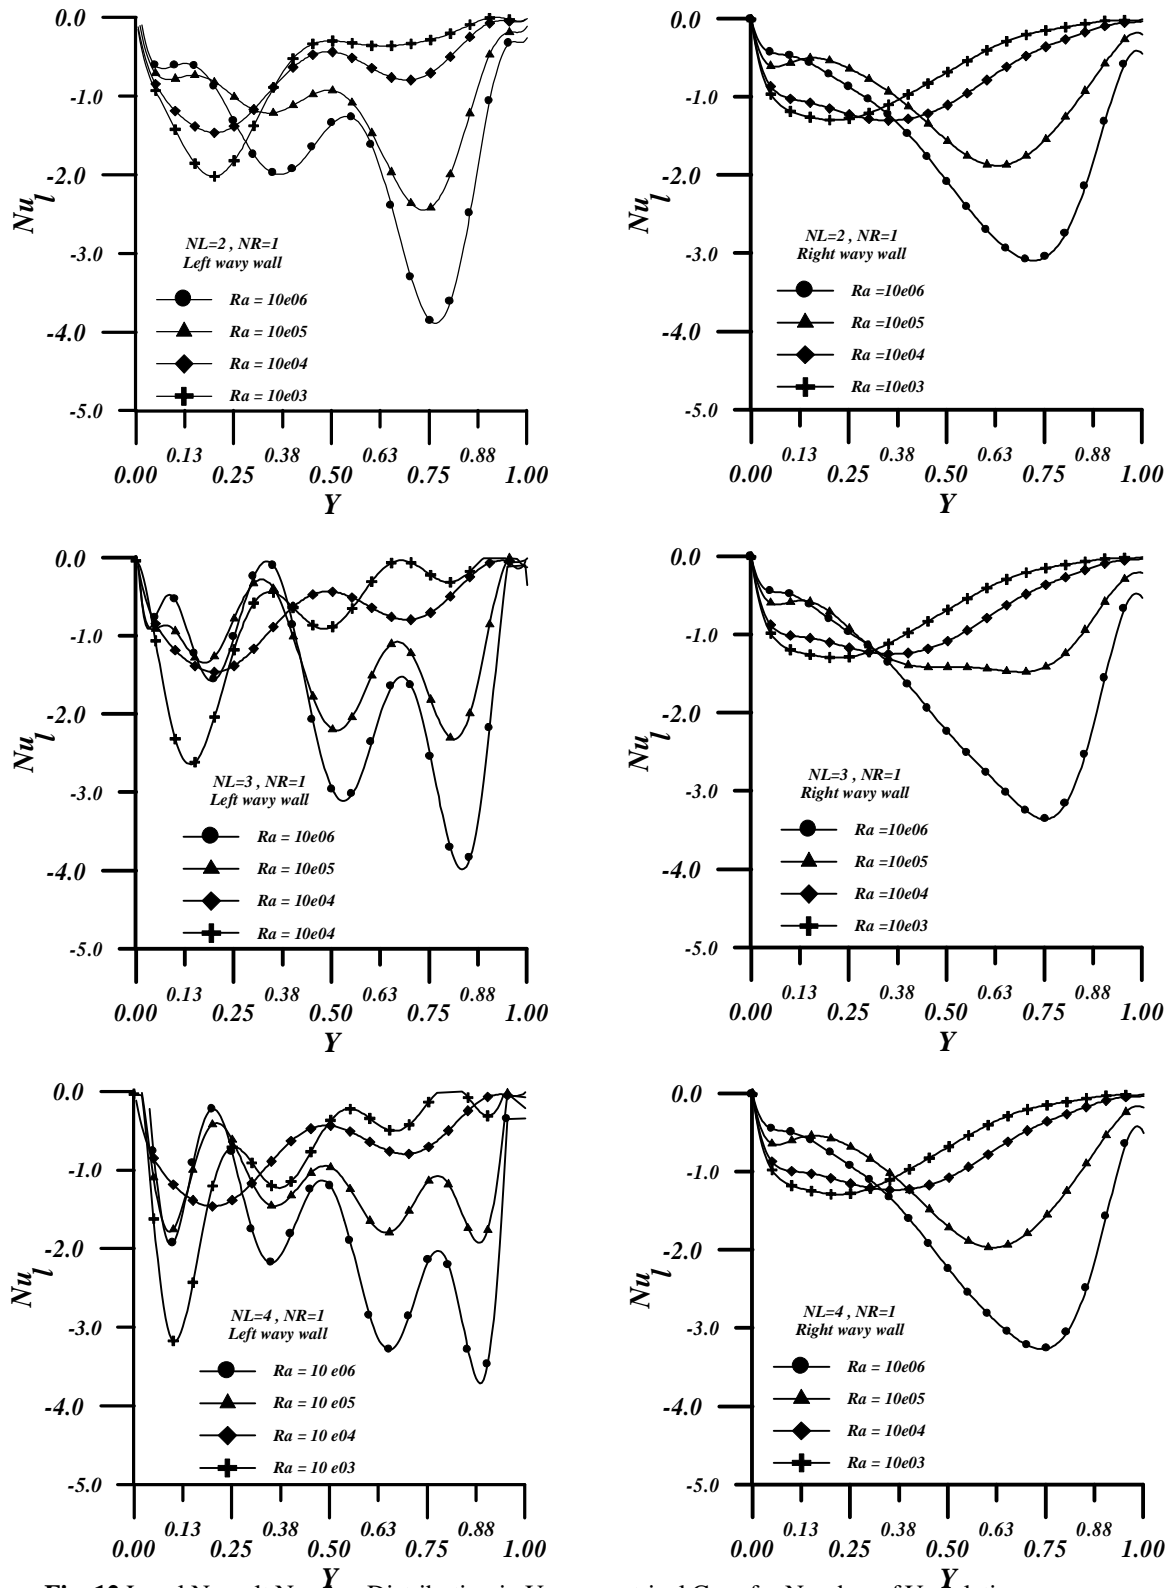 0.0
-1.0
-2.0
-3.0
-4.0
-5.0
Nu l
NL=2 , NR=1
Left wavy wall
Ra = 10e06
Ra = 10e05
Ra = 10e04
Ra = 10e03
0.13 0.38 0.63 0.88
0.00 0.25 0.50 0.75 1.00
Y
0.0
-1.0
-2.0
-3.0
-4.0
-5.0
Nu l
NL=2 , NR=1
Right wavy wall
Ra =10e06
Ra =10e05
Ra =10e04
Ra =10e03
0.13 0.38 0.63 0.88
0.00 0.25 0.50 0.75 1.00
Y
0.0
-1.0
-2.0
-3.0
-4.0
-5.0
Nu l
NL=3 , NR=1
Left wavy wall
Ra = 10e06
Ra = 10e05
Ra = 10e04
Ra = 10e04
0.13 0.38 0.63 0.88
0.00 0.25 0.50 0.75 1.00
Y
0.0
-1.0
-2.0
-3.0
-4.0
-5.0
Nu l
NL=3 , NR=1
Right wavy wall
Ra =10e06
Ra =10e05
Ra =10e04
Ra =10e03
0.13 0.38 0.63 0.88
0.00 0.25 0.50 0.75 1.00
Y
0.0
-1.0
-2.0
-3.0
-4.0
-5.0
Nu l
NL=4 , NR=1
Left wavy wall
Ra = 10 e06
Ra = 10 e05
Ra = 10 e04
Ra = 10 e03
0.13 0.38 0.63 0.88
0.00 0.25 0.50 0.75 1.00
Y
0.0
-1.0
-2.0
-3.0
-4.0
-5.0
Nu l
NL=4 , NR=1
Right wavy wall
Ra = 10e06
Ra = 10e05
Ra = 10e04
Ra = 10e03
0.13 0.38 0.63 0.88
0.00 0.25 0.50 0.75 1.00
Y